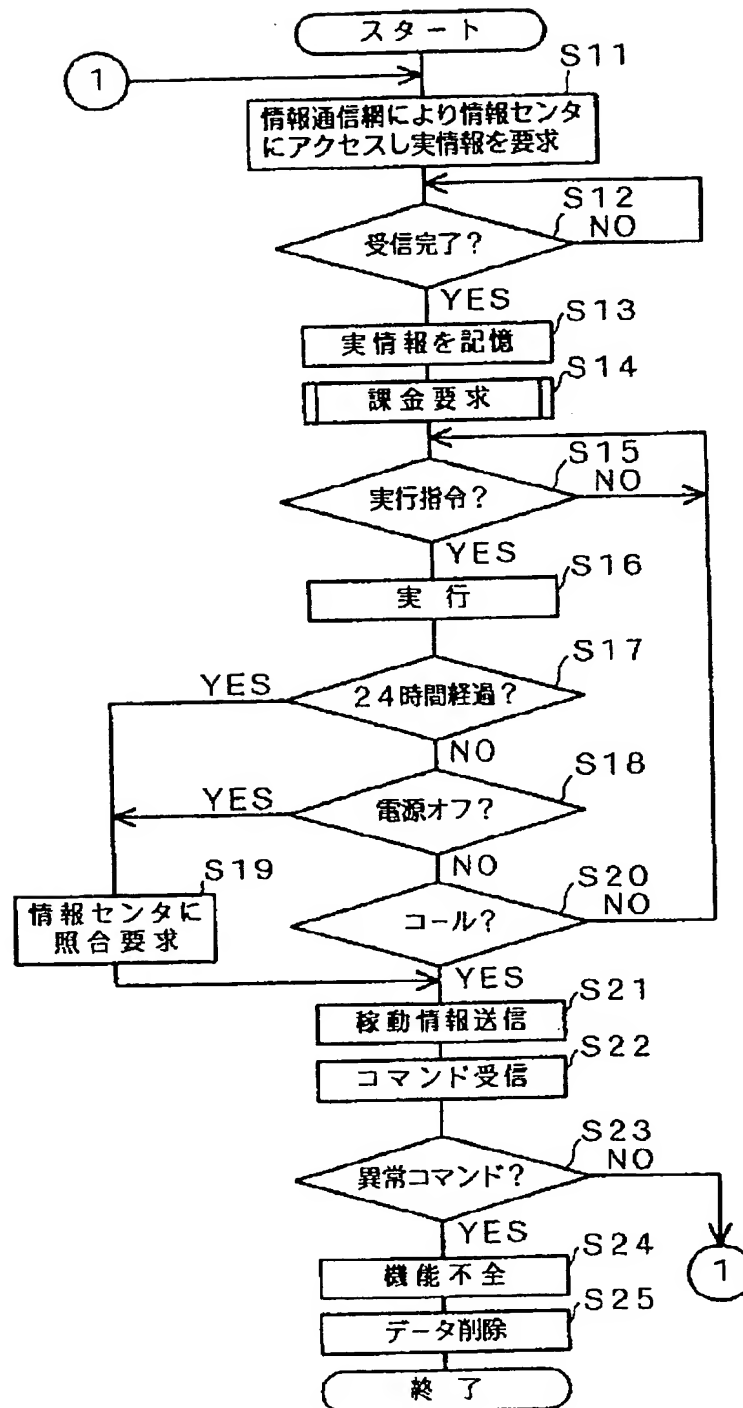 スタート
1
S11
情報通信網により情報センタ
にアクセスし実情報を要求
S12
NO
受信完了?
YES
S13
実情報を記憶
S14
課金要求
S15
NO
実行指令?
YES
S16
実行
S17
YES
24時間経過?
NO
S18
YES
電源オフ?
NO
S19
情報センタに
照合要求
S20
NO
コール?
YES
S21
稼動情報送信
S22
コマンド受信
S23
NO
異常コマンド?
YES
S24
機能不全
1
S25
データ削除
終了